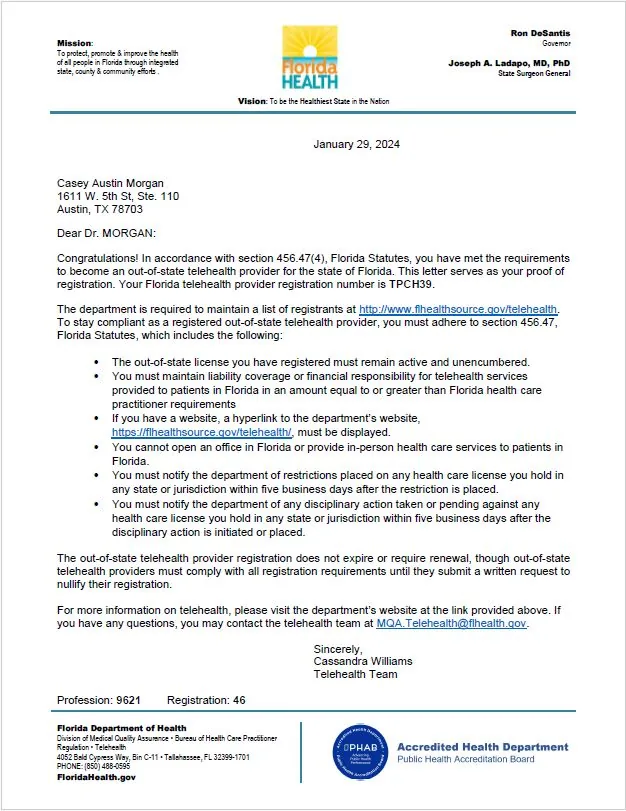 Mission:
To protect, promote & improve the health
of all people in Florida through integrated
state, county & community efforts .
Florida
HEALTH
Ron DeSantis
Governor
Joseph A. Ladapo, MD, PhD
State Surgeon General
Vision: To be the Healthiest State in the Nation
January 29, 2024
Casey Austin Morgan
1611 W. 5th St, Ste. 110
Austin, TX 78703
Dear Dr. MORGAN:
Congratulations! In accordance with section 456.47(4), Florida Statutes, you have met the requirements
to become an out-of-state telehealth provider for the state of Florida. This letter serves as your proof of
registration. Your Florida telehealth provider registration number is TPCH39.
The department is required to maintain a list of registrants at http://www.flhealthsource.gov/telehealth.
To stay compliant as a registered out-of-state telehealth provider, you must adhere to section 456.47,
Florida Statutes, which includes the following:
• The out-of-state license you have registered must remain active and unencumbered.
• You must maintain liability coverage or financial responsibility for telehealth services
provided to patients in Florida in an amount equal to or greater than Florida health care
practitioner requirements
• If you have a website, a hyperlink to the department's website,
https://flhealthsource.gov/telehealth/, must be displayed.
• You cannot open an office in Florida or provide in-person health care services to patients in
Florida.
• You must notify the department of restrictions placed on any health care license you hold in
any state or jurisdiction within five business days after the restriction is placed.
• You must notify the department of any disciplinary action taken or pending against any
health care license you hold in any state or jurisdiction within five business days after the
disciplinary action is initiated or placed.
The out-of-state telehealth provider registration does not expire or require renewal, though out-of-state
telehealth providers must comply with all registration requirements until they submit a written request to
nullify their registration.
For more information on telehealth, please visit the department's website at the link provided above. If
you have any questions, you may contact the telehealth team at MQA.Telehealth@flhealth.gov.
Sincerely,
Cassandra Williams
Telehealth Team
Profession: 9621 Registration: 46
Florida Department of Health
Division of Medical Quality Assurance • Bureau of Health Care Practitioner
Regulation • Telehealth
4052 Bald Cypress Way, Bin C-11 • Tallahassee, FL 32399-1701
PHONE: (850) 488-0595
FloridaHealth.gov
Accredited Health Department
PHAB
Advancing
Public Health
Performance
Public Health Accreditation Board
Accredited Health Department
Public Health Accreditation Board